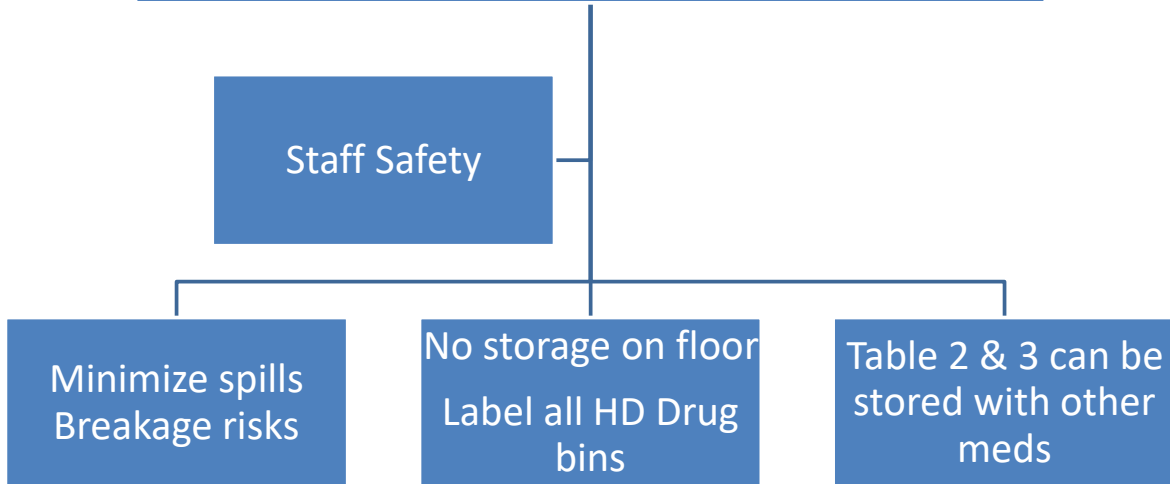 Staff Safety
Minimize spills
Breakage risks
No storage on floor
Label all HD Drug
bins
Table 2 & 3 can be
stored with other
meds